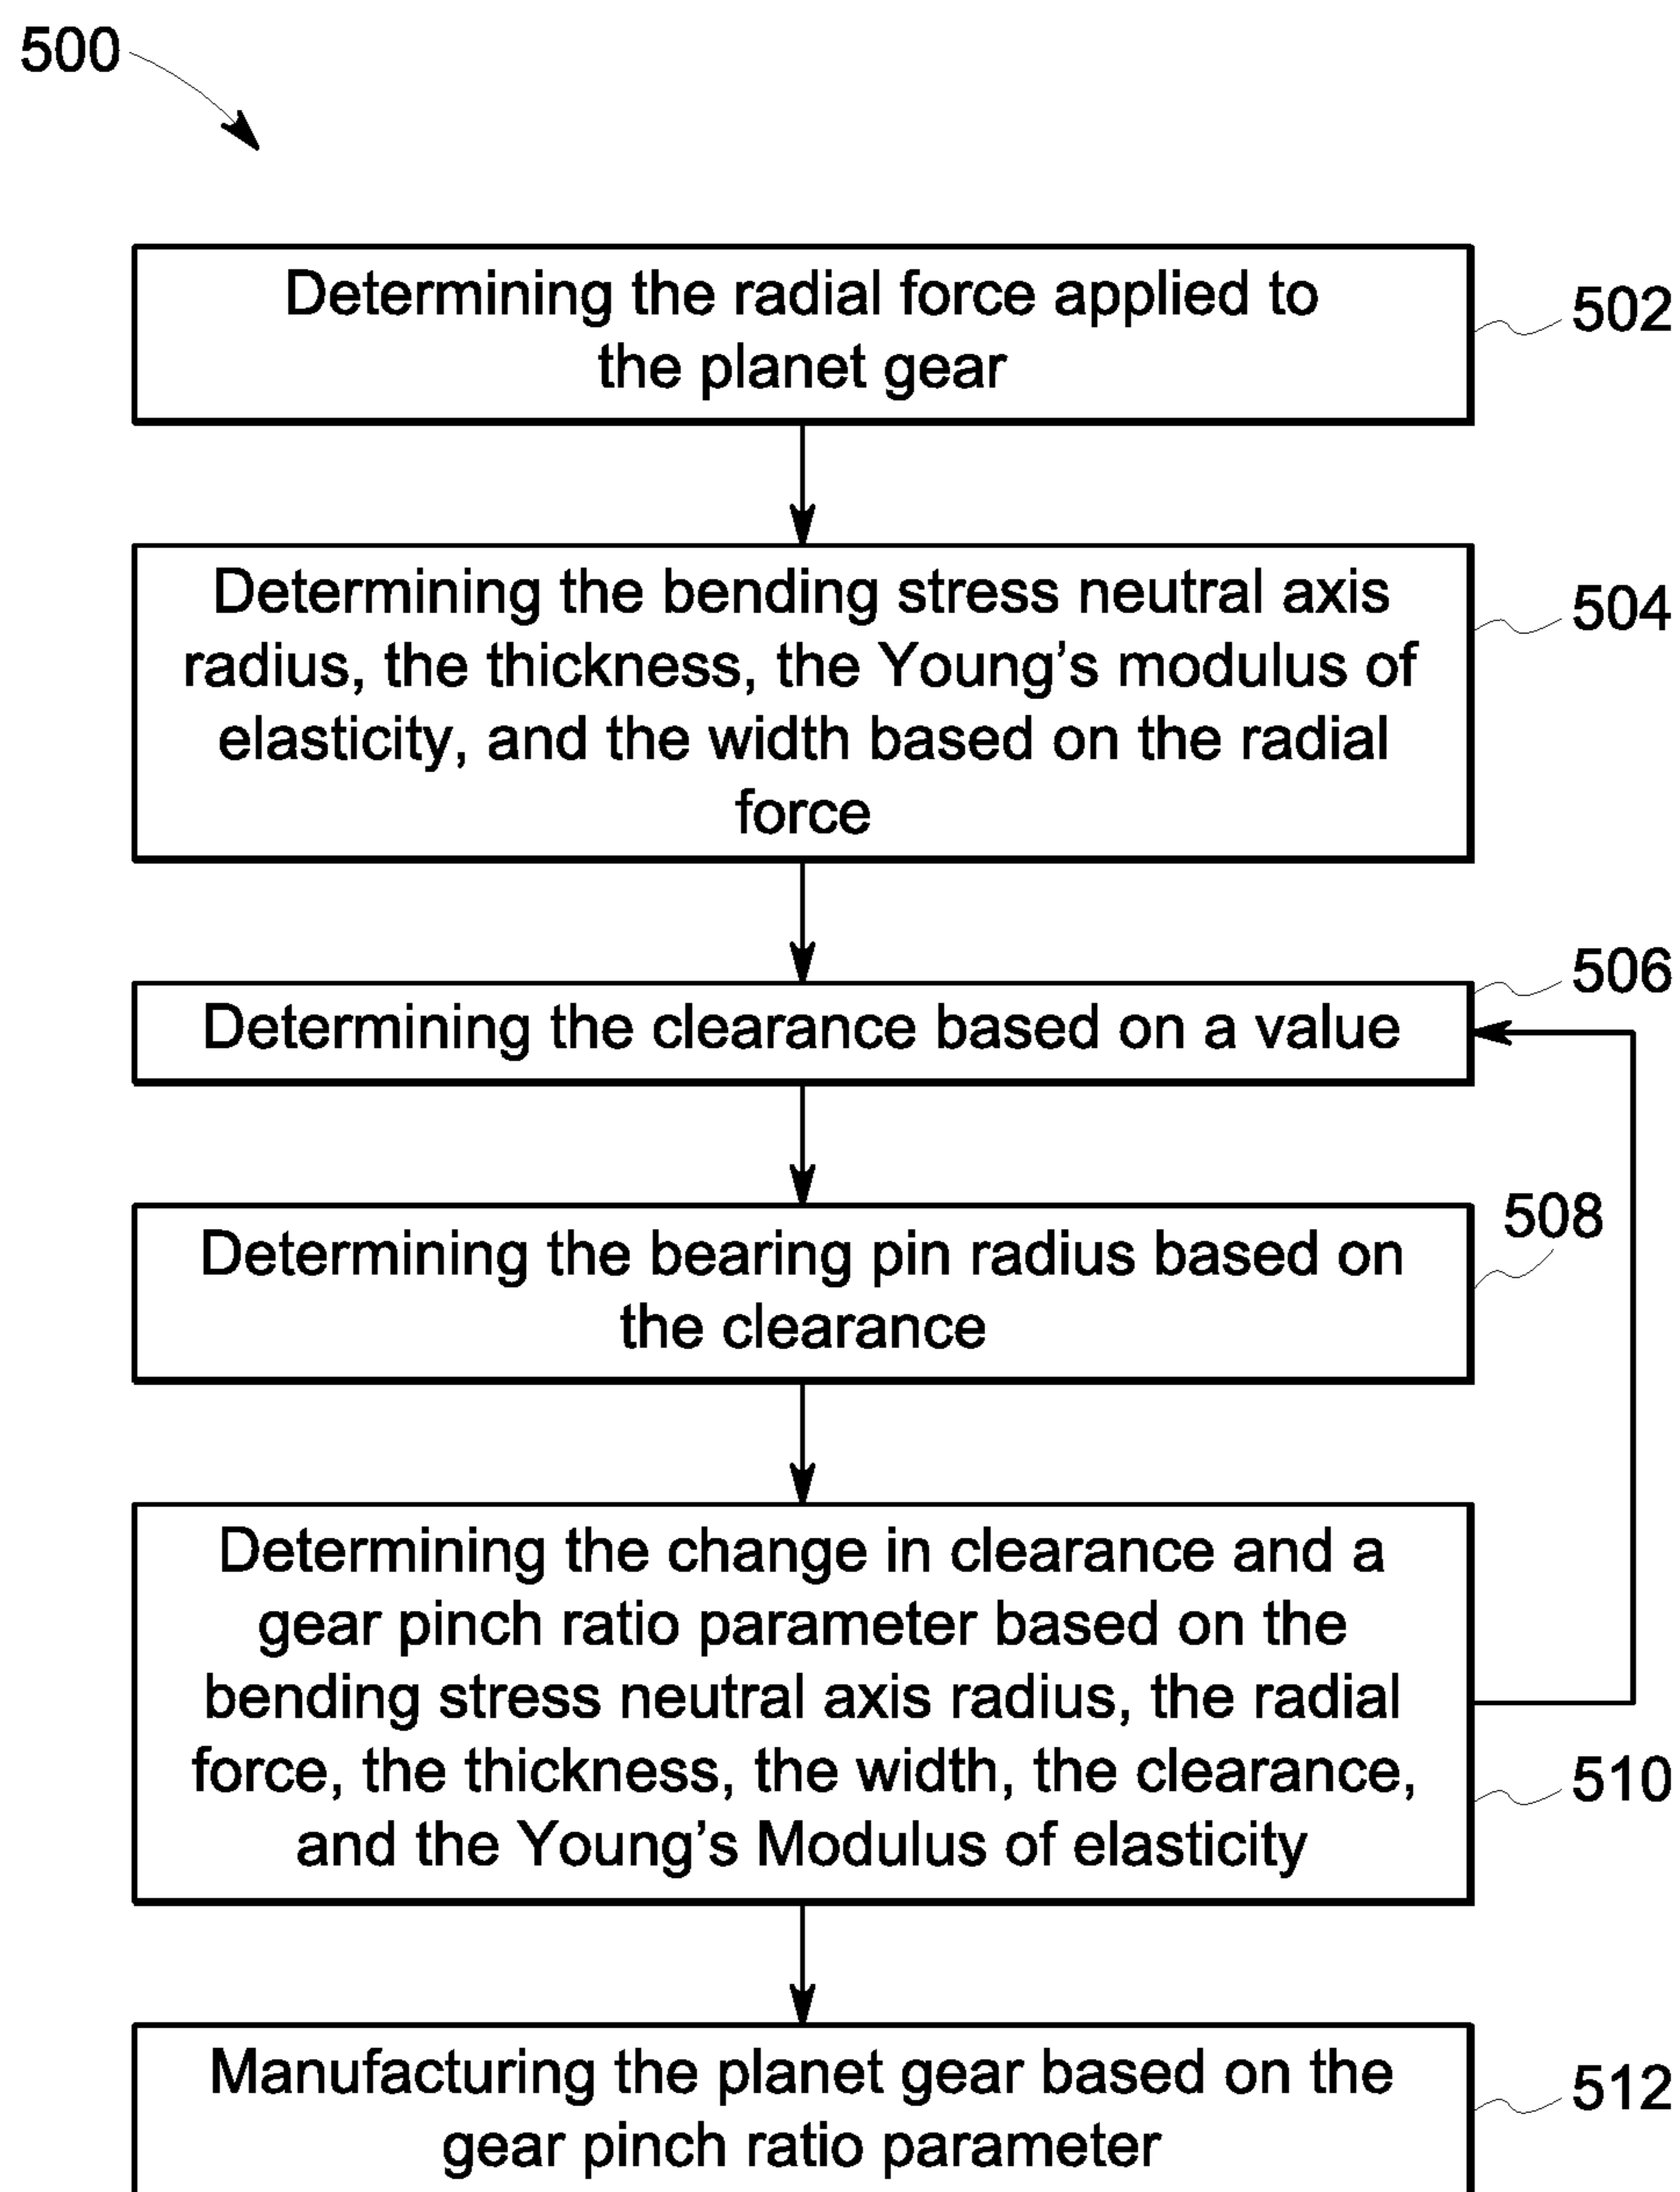 500
Determining the radial force applied to
the planet gear
502
Determining the bending stress neutral axis
radius, the thickness, the Young’s modulus of
elasticity, and the width based on the radial
force
504
Determining the clearance based on a value
506
Determining the bearing pin radius based on
the clearance
508
Determining the change in clearance and a
gear pinch ratio parameter based on the
bending stress neutral axis radius, the radial
force, the thickness, the width, the clearance,
and the Young’s Modulus of elasticity
510
Manufacturing the planet gear based on the
gear pinch ratio parameter
512